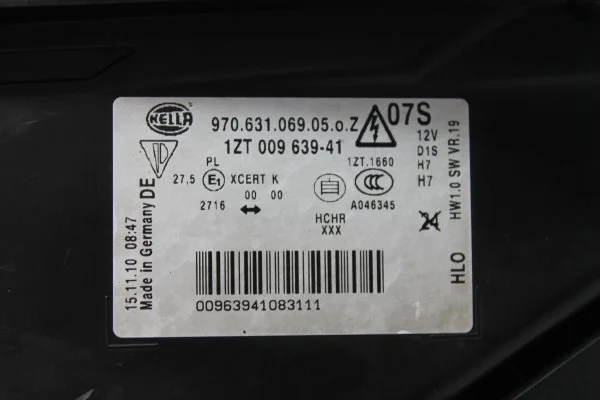 HELLA
970.631.069.05.o.Z
07S
1ZT 009 639-41
12V
D1S
H7
H7
HW1.0 SW VR.19
PL
1ZT.1660
27,5 E1 XCERT K
CCC
00 00
2716
A046345
HCHR
XXX
24
HLO
15.11.10 08:47
Made in Germany DE
00963941083111